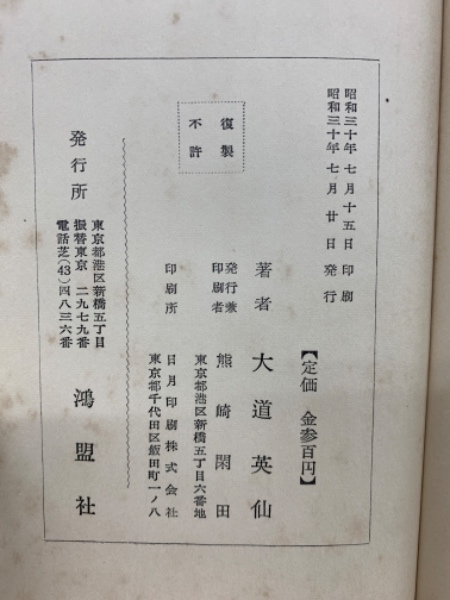 昭和三十年七月十五日 印刷
昭和三十年七月廿日 発行
【定価 金参百円】
復製
不許
著者 大道英仙
発行兼
印刷者 熊崎閑田
東京都港区新橋五丁目六番地
印刷所 日月印刷株式会社
東京都千代田区飯田町一ノ八
発行所 鴻盟社
東京都港区新橋五丁目
振替東京 二九七九番
電話芝(43)四八三六番